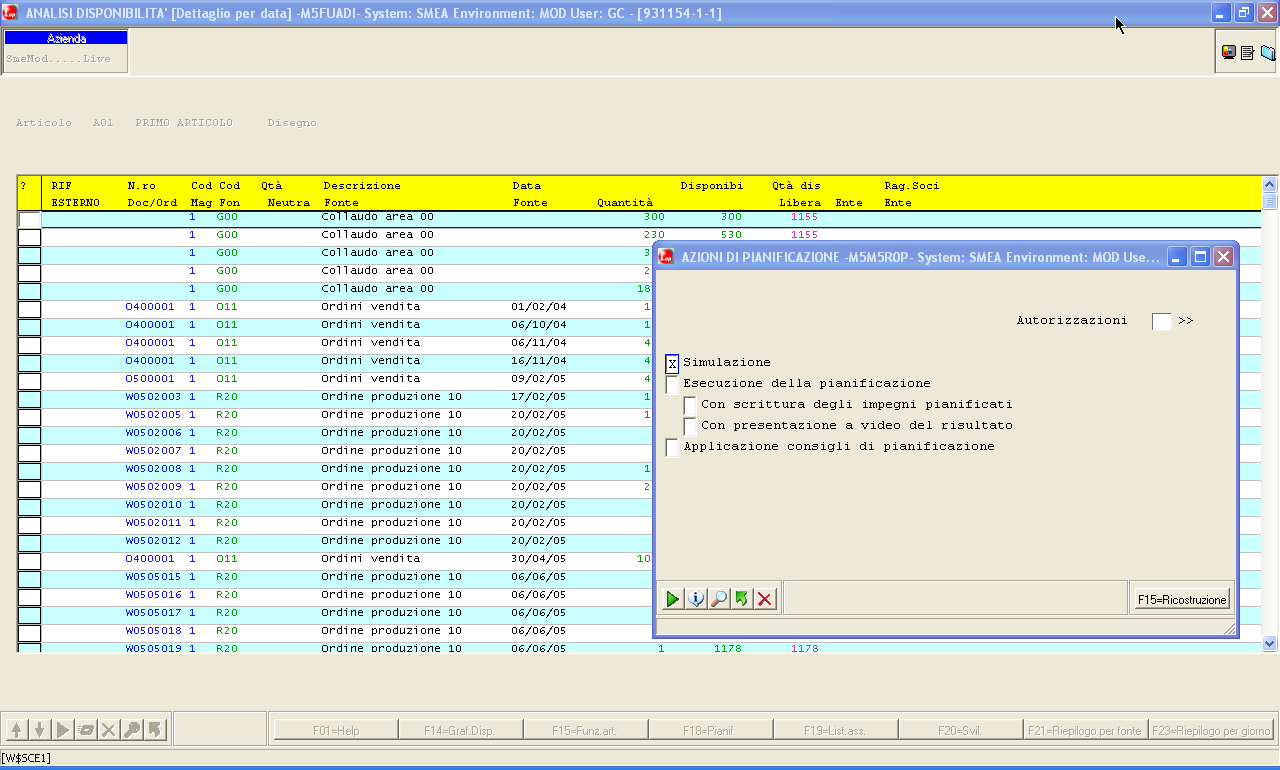 ANALISI DISPONIBILITA' [Dettaglio per data] -M5FUADI- System: SMEA Environment: MOD User: GC - [931154-1-1]
Azienda
SmeMod.....Live
Articolo A01 PRIMO ARTICOLO Disegno
? RIF N.ro Cod Cod Qtà Descrizione Data Disponibi Qtà dis Rag.Soci
ESTERNO Doc/Ord Mag Fon Neutra Fonte Fonte Quantità Libera Ente Ente
1 G00 Collaudo area 00 300 300 1155
1 G00 Collaudo area 00 230 530 1155
1 G00 Collaudo area 00 3
1 G00 Collaudo area 00 2
1 G00 Collaudo area 00 18
O400001 1 O11 Ordini vendita 01/02/04 1
O400001 1 O11 Ordini vendita 06/10/04 1
O400001 1 O11 Ordini vendita 06/11/04 4
O400001 1 O11 Ordini vendita 16/11/04 4
O500001 1 O11 Ordini vendita 09/02/05 4
W0502003 1 R20 Ordine produzione 10 17/02/05 1
W0502005 1 R20 Ordine produzione 10 20/02/05 1
W0502006 1 R20 Ordine produzione 10 20/02/05
W0502007 1 R20 Ordine produzione 10 20/02/05
W0502008 1 R20 Ordine produzione 10 20/02/05 1
W0502009 1 R20 Ordine produzione 10 20/02/05 2
W0502010 1 R20 Ordine produzione 10 20/02/05
W0502011 1 R20 Ordine produzione 10 20/02/05
W0502012 1 R20 Ordine produzione 10 20/02/05
O400001 1 O11 Ordini vendita 30/04/05 10
W0505015 1 R20 Ordine produzione 10 06/06/05
W0505016 1 R20 Ordine produzione 10 06/06/05
W0505017 1 R20 Ordine produzione 10 06/06/05
W0505018 1 R20 Ordine produzione 10 06/06/05
W0505019 1 R20 Ordine produzione 10 06/06/05 1 1178 1178
AZIONI DI PIANIFICAZIONE -M5M5R0P- System: SMEA Environment: MOD Use...
Autorizzazioni >>
X Simulazione
Esecuzione della pianificazione
Con scrittura degli impegni pianificati
Con presentazione a video del risultato
Applicazione consigli di pianificazione
F15=Ricostruzione
F01=Help F14=Graf.Disp. F15=Funz.art. F18=Pianif. F19=List.ass. F20=Svil. F21=Riepilogo per fonte F23=Riepilogo per giorno
[W$SCE1]